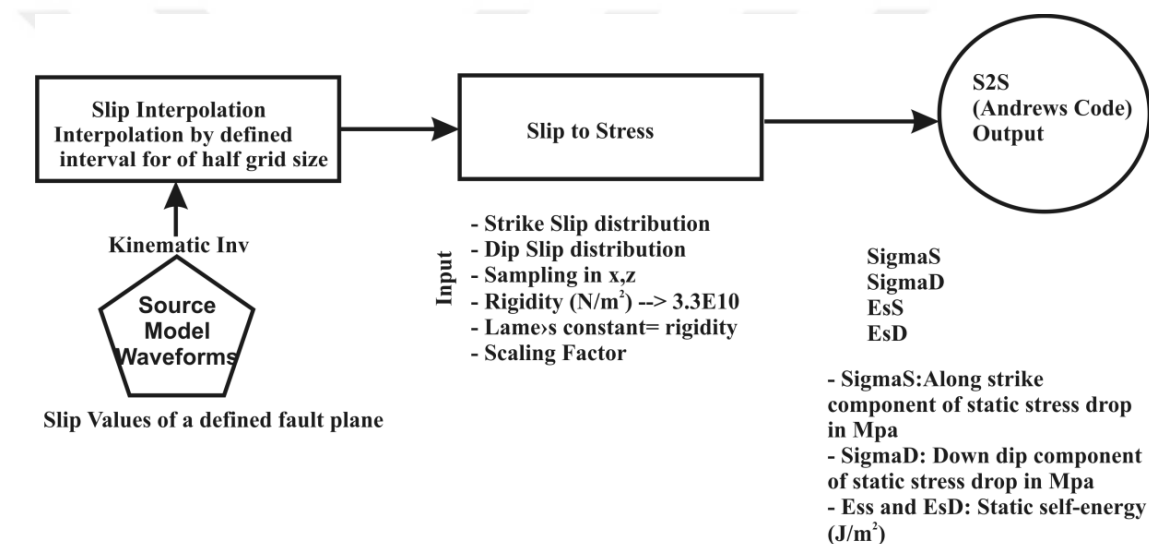 Slip Interpolation
Interpolation by defined
interval for of half grid size
Kinematic Inv
Source
Model
Waveforms
Slip Values of a defined fault plane
Slip to Stress
Input
- Strike Slip distribution
- Dip Slip distribution
- Sampling in x,z
- Rigidity (N/m²) --> 3.3E10
- Lame›s constant= rigidity
- Scaling Factor
S2S
(Andrews Code)
Output
SigmaS
SigmaD
EsS
EsD
- SigmaS:Along strike
component of static stress drop
in Mpa
- SigmaD: Down dip component
of static stress drop in Mpa
- Ess and EsD: Static self-energy
(J/m²)